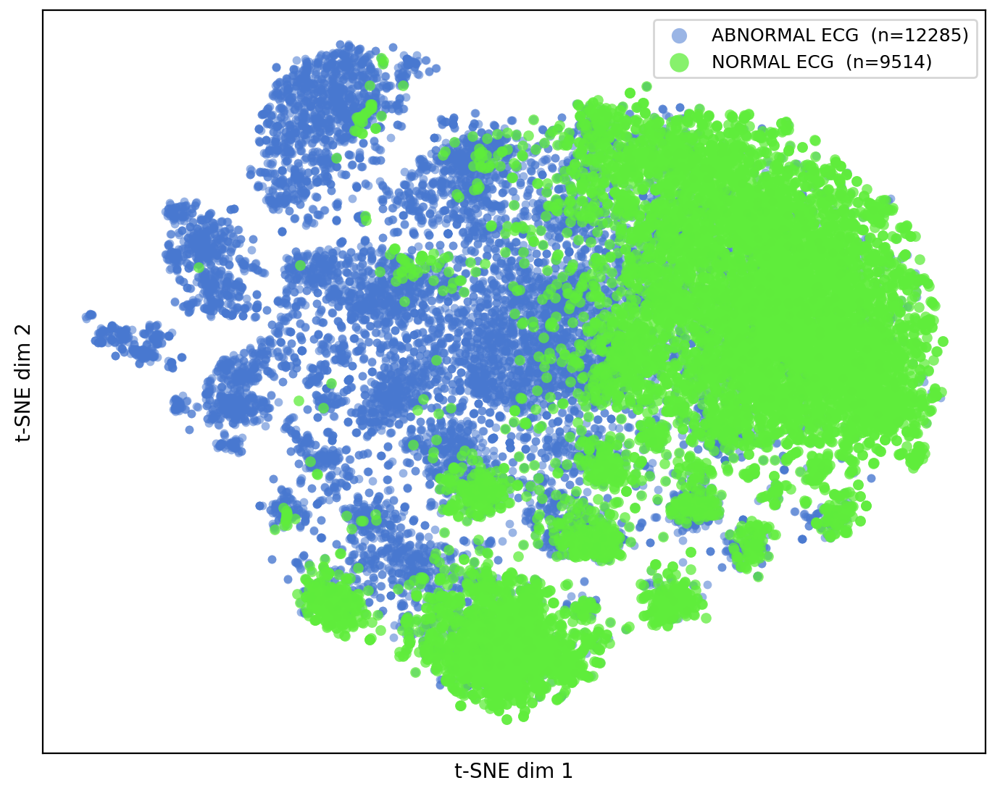 ABNORMAL ECG  (n=12285)
NORMAL ECG  (n=9514)
t-SNE dim 2
t-SNE dim 1